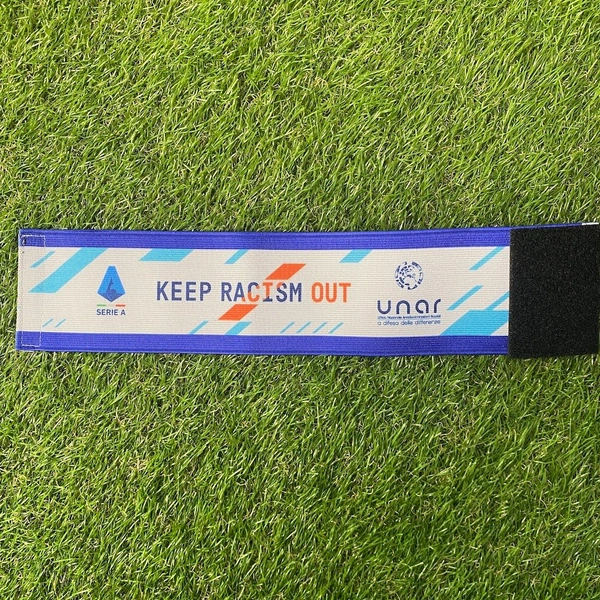 SERIE A
KEEP RACISM OUT
unar
a difesa delle differenze